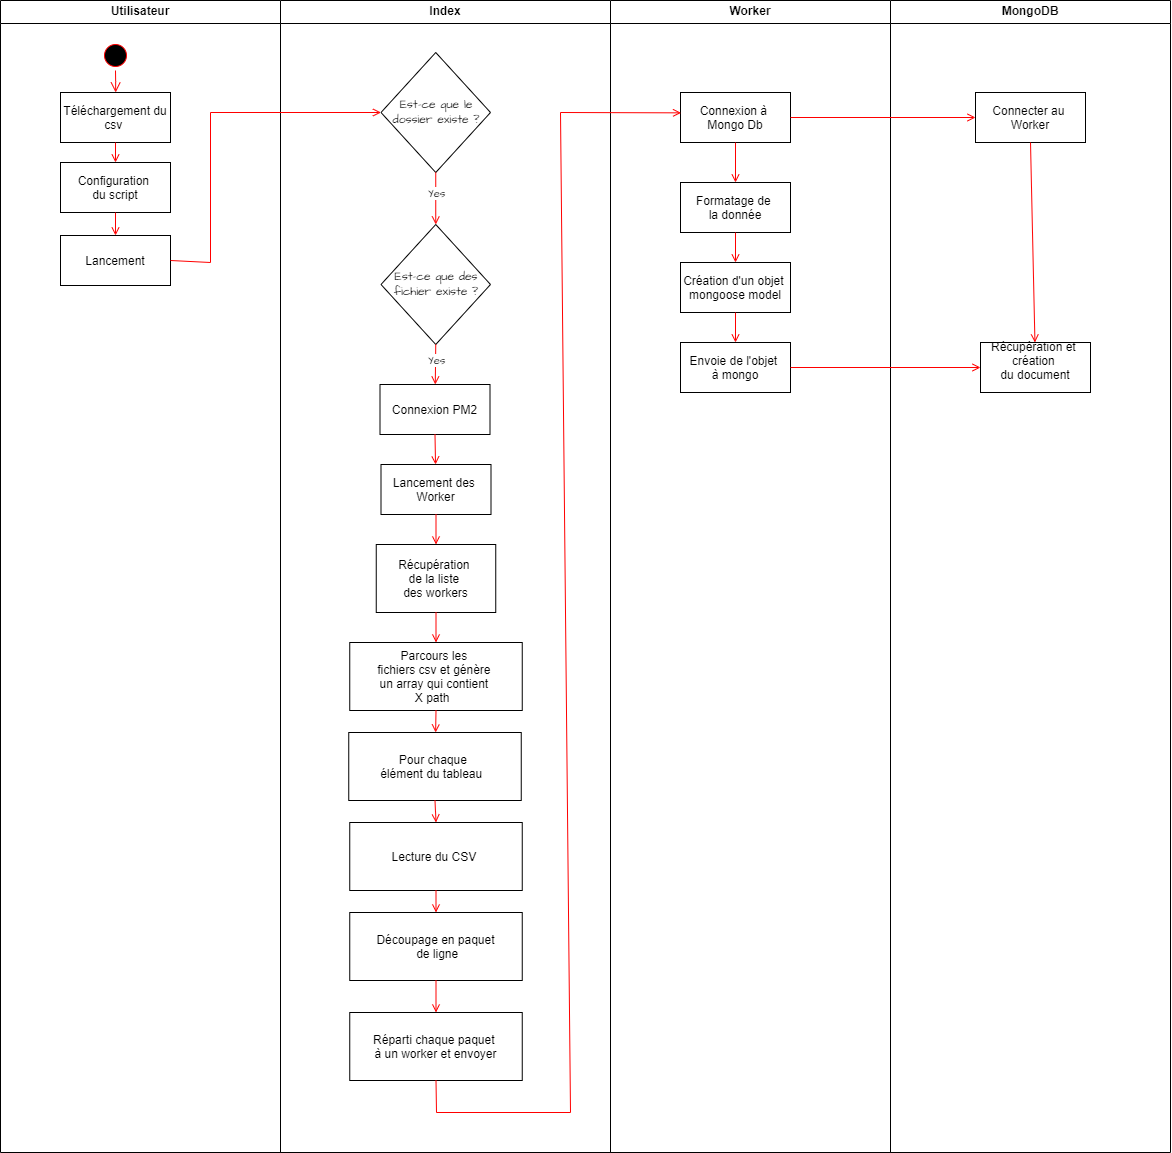 Utilisateur
Index
Worker
MongoDB
Téléchargement du
csv
Configuration
du script
Lancement
Est-ce que le
dossier existe ?
Yes
Est-ce que des
fichier existe ?
Yes
Connexion PM2
Lancement des
Worker
Récupération
de la liste
des workers
Parcours les
fichiers csv et génère
un array qui contient
X path
Pour chaque
élément du tableau
Lecture du CSV
Découpage en paquet
de ligne
Réparti chaque paquet
à un worker et envoyer
Connexion à
Mongo Db
Formatage de
la donnée
Création d'un objet
mongoose model
Envoie de l'objet
à mongo
Connecter au
Worker
Récupération et
création
du document